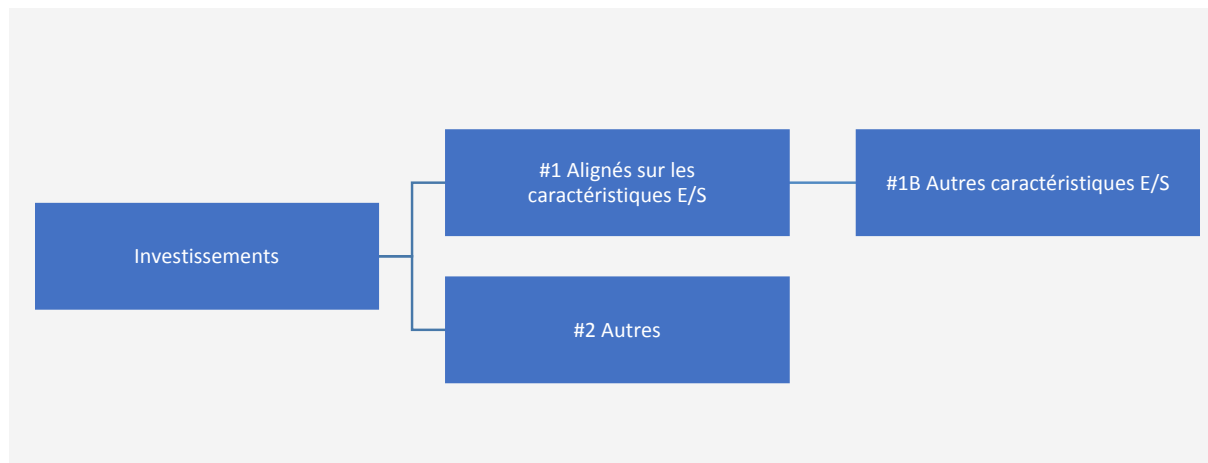 #1 Alignés sur les
caractéristiques E/S
#1B Autres caractéristiques E/S
Investissements
#2 Autres